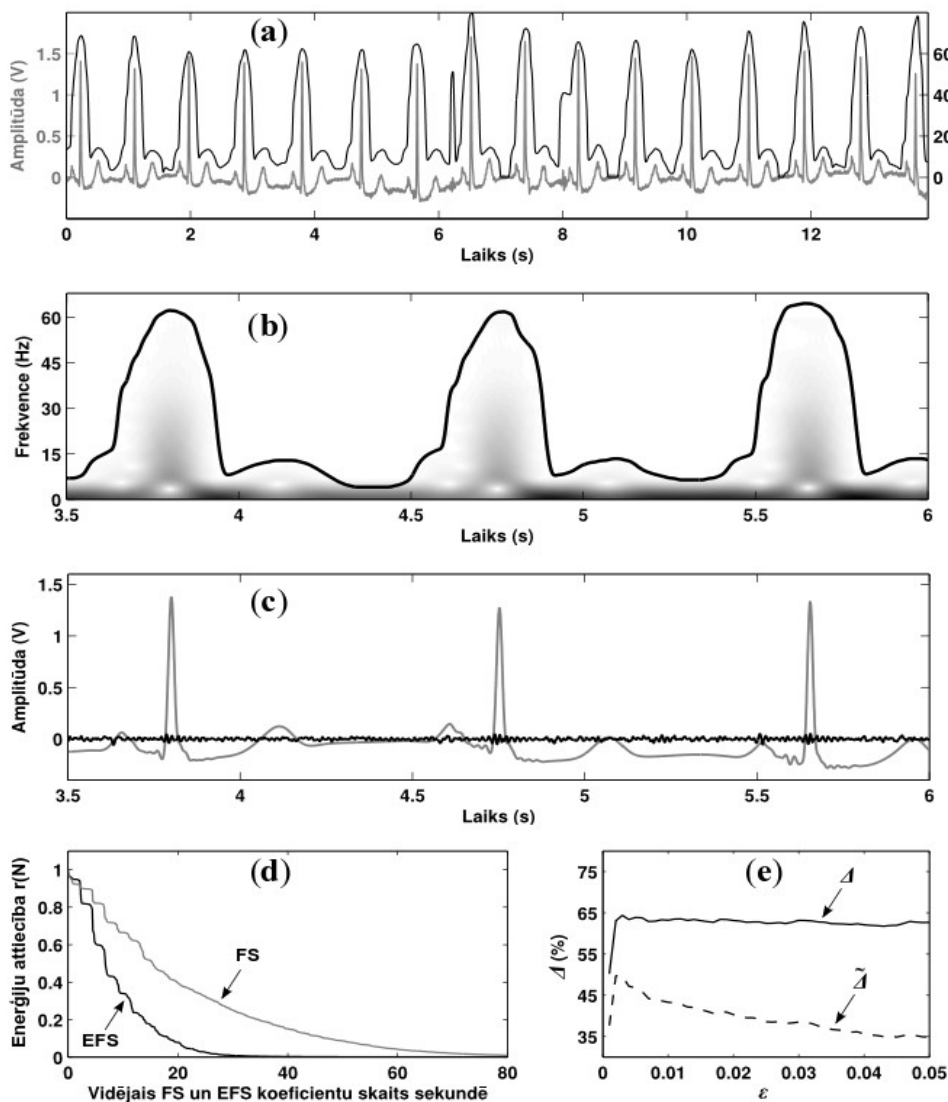 (a)
Amplitūda (V)
1.5
1
0.5
0
80
60
40
20
0
0 2 4 6 8 10 12
Laiks (s)
(b)
Frekvence (Hz)
60
45
30
15
0
3.5 4 4.5 5 5.5 6
Laiks (s)
(c)
Amplitūda (V)
1.5
1
0.5
0
3.5 4 4.5 5 5.5 6
Laiks (s)
(d)
Enerģiju attiecība r(N)
1
0.8
0.6
0.4
0.2
0
FS
EFS
0 20 40 60 80
Vidējais FS un EFS koeficientu skaits sekundē
(e)
Δ (%)
75
65
55
45
35
Δ
Δ̃
0 0.01 0.02 0.03 0.04 0.05
ε